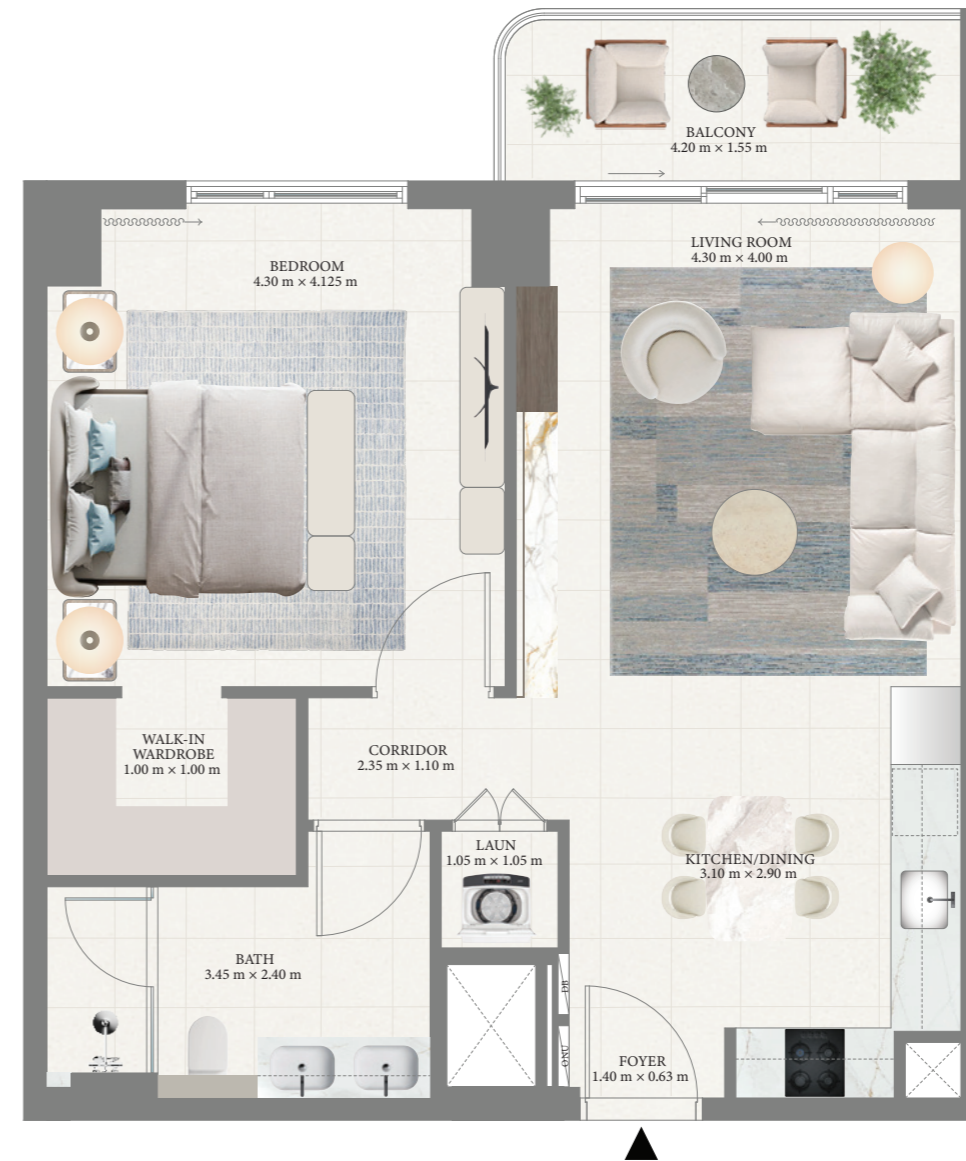 BALCONY
4.20 m × 1.55 m
LIVING ROOM
4.30 m × 4.00 m
BEDROOM
4.30 m × 4.125 m
WALK-IN
WARDROBE
1.00 m × 1.00 m
CORRIDOR
2.35 m × 1.10 m
LAUN
1.05 m × 1.05 m
KITCHEN/DINING
3.10 m × 2.90 m
BATH
3.45 m × 2.40 m
DB
ONU
FOYER
1.40 m × 0.63 m